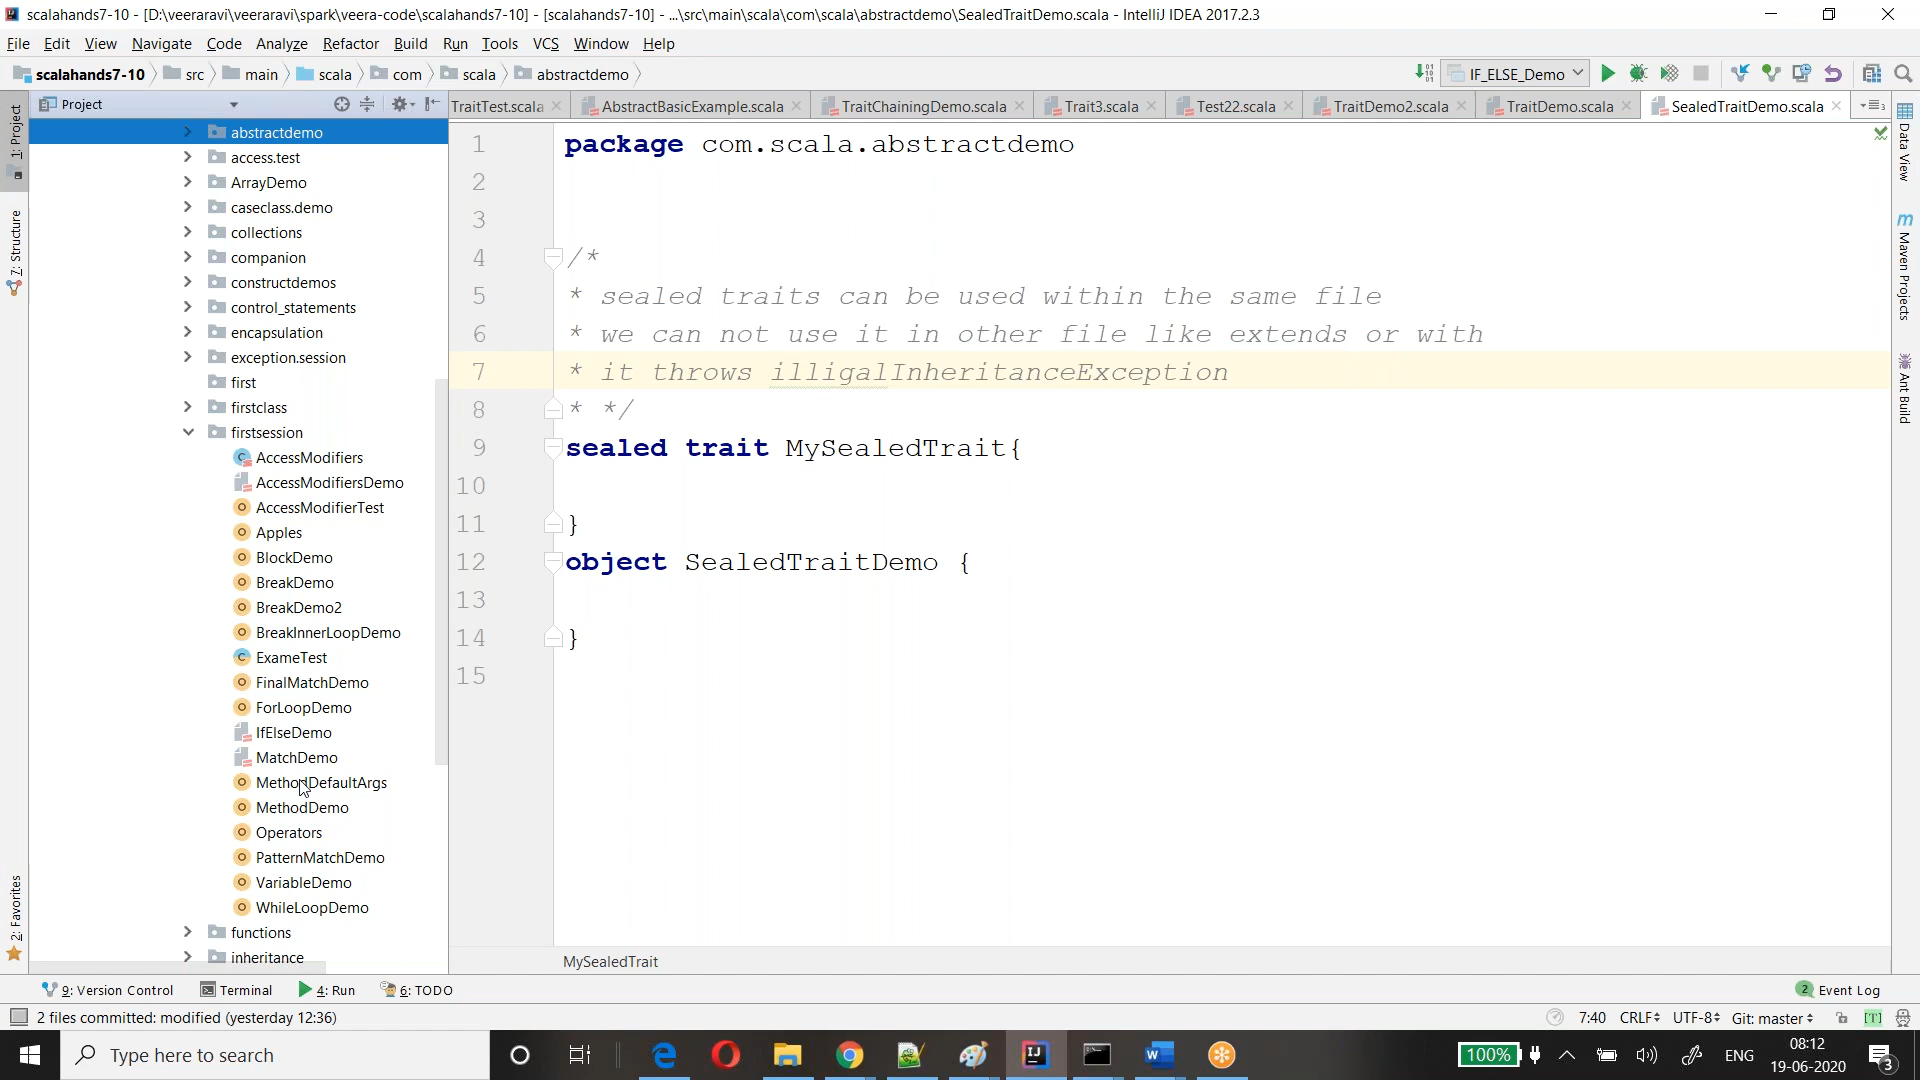 scalahands7-10 - [D:\veeraravi\veeraravi\spark\veera-code\scalahands7-10] - [scalahands7-10] - ...\src\main\scala\com\scala\abstractdemo\SealedTraitDemo.scala - IntelliJ IDEA 2017.2.3
File Edit View Navigate Code Analyze Refactor Build Run Tools VCS Window Help
scalahands7-10 src main scala com scala abstractdemo IF_ELSE_Demo
Project TraitTest.scala AbstractBasicExample.scala TraitChainingDemo.scala Trait3.scala Test22.scala TraitDemo2.scala TraitDemo.scala SealedTraitDemo.scala
1: Project
7: Structure
2: Favorites
abstractdemo
access.test
ArrayDemo
caseclass.demo
collections
companion
constructdemos
control_statements
encapsulation
exception.session
first
firstclass
firstsession
AccessModifiers
AccessModifiersDemo
AccessModifierTest
Apples
BlockDemo
BreakDemo
BreakDemo2
BreakInnerLoopDemo
ExameTest
FinalMatchDemo
ForLoopDemo
IfElseDemo
MatchDemo
MethodDefaultArgs
MethodDemo
Operators
PatternMatchDemo
VariableDemo
WhileLoopDemo
functions
inheritance
1 package com.scala.abstractdemo
2
3
4 /*
5 * sealed traits can be used within the same file
6 * we can not use it in other file like extends or with
7 * it throws illigalInheritanceException
8 * */
9 sealed trait MySealedTrait{
10
11 }
12 object SealedTraitDemo {
13
14 }
15
MySealedTrait
Data View
Maven Projects
Ant Build
9: Version Control Terminal 4: Run 6: TODO 2 Event Log
2 files committed: modified (yesterday 12:36) 7:40 CRLF UTF-8 Git: master [T]
Type here to search 100% ENG 08:12
19-06-2020 3